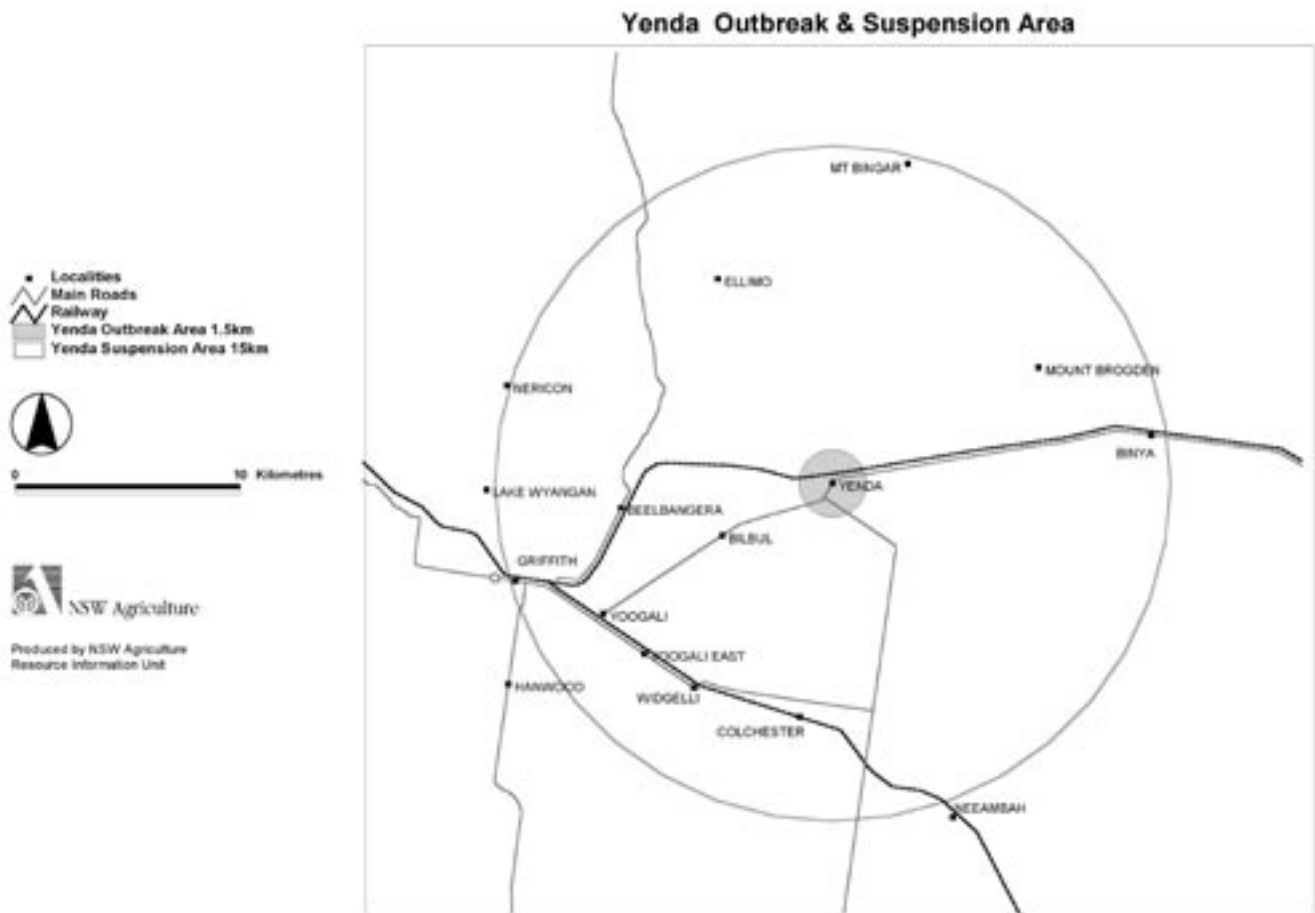 Yenda Outbreak & Suspension Area
Localities
Main Roads
Railway
Yenda Outbreak Area 1.5km
Yenda Suspension Area 15km
0 10 Kilometres
NSW Agriculture
Produced by NSW Agriculture
Resource Information Unit
MT BINGAR
ELLIMO
MOUNT BROGDEN
NERICON
BINYA
YENDA
LAKE WYANGAN
BEELBANGERA
BILBUL
GRIFFITH
YOOGALI
YOOGALI EAST
HANWOOD
WIDGELLI
COLCHESTER
NEEAMBAH